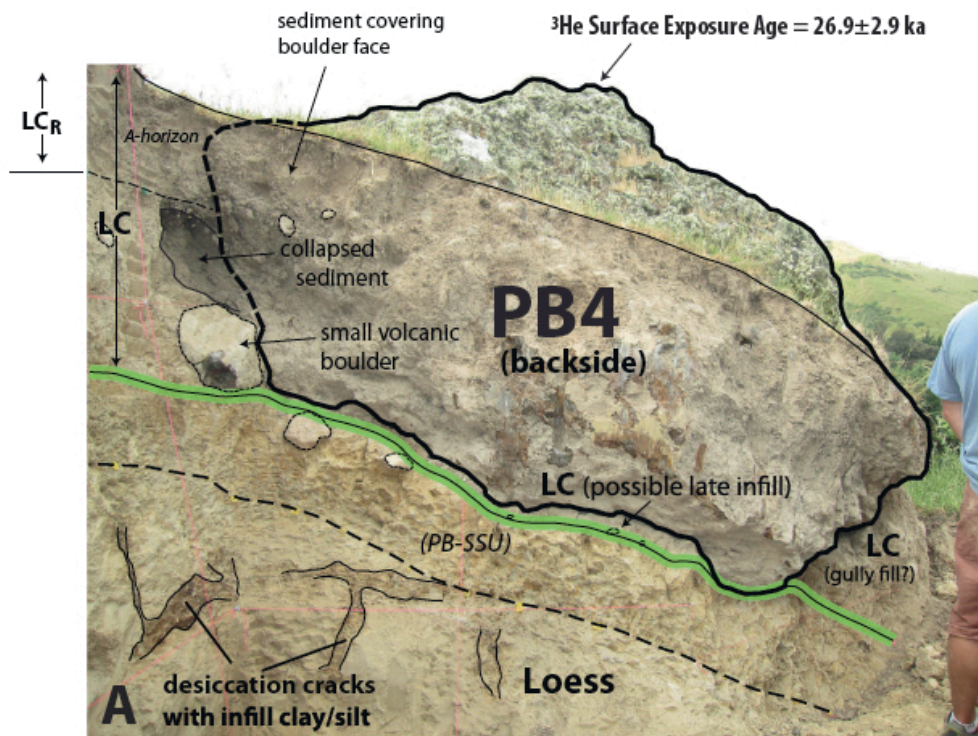 sediment covering
boulder face
³He Surface Exposure Age = 26.9±2.9 ka
LC_R
A-horizon
LC
collapsed
sediment
PB4
(backside)
small volcanic
boulder
LC (possible late infill)
(PB-SSU)
LC
(gully fill?)
desiccation cracks
with infill clay/silt
Loess
A